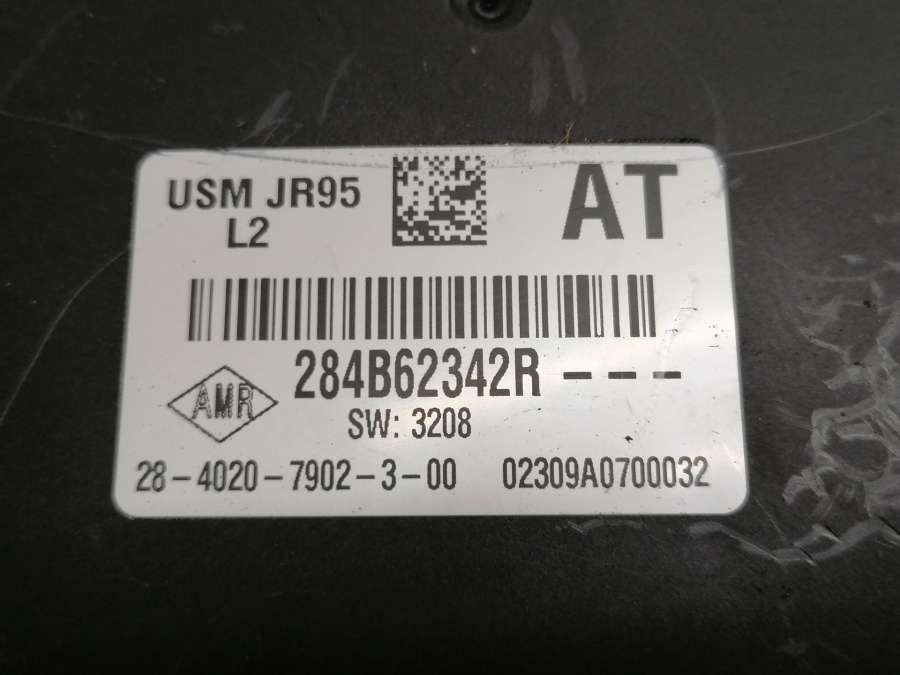 USM JR95
L2
AT
284B62342R - - -
AMR
SW: 3208
28-4020-7902-3-00 02309A0700032